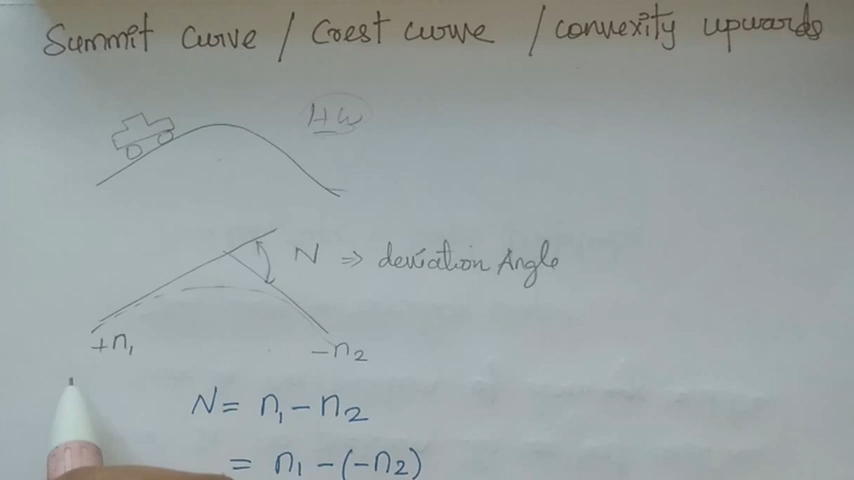 Summit Curve / Crest curve / convexity upwards
HW
N ⇒ deviation Angle
+n₁
-n₂
N = n₁ - n₂
= n₁ - (-n₂)